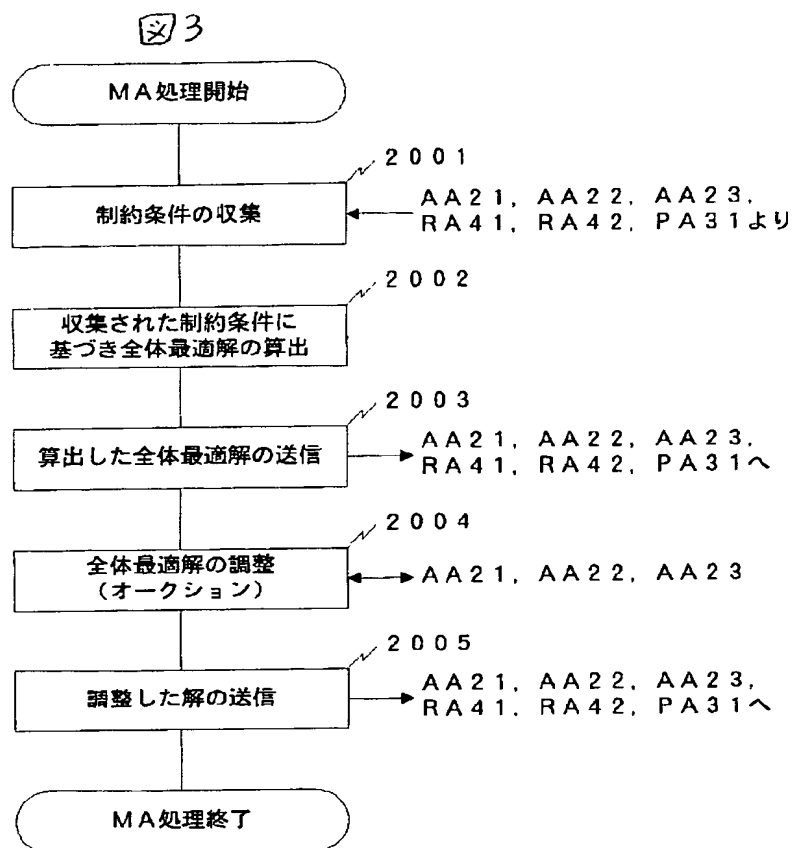 図3
MA処理開始
2001
制約条件の収集
AA21, AA22, AA23,
RA41, RA42, PA31より
2002
収集された制約条件に
基づき全体最適解の算出
2003
算出した全体最適解の送信
AA21, AA22, AA23,
RA41, RA42, PA31へ
2004
全体最適解の調整
(オークション)
AA21, AA22, AA23
2005
調整した解の送信
AA21, AA22, AA23,
RA41, RA42, PA31へ
MA処理終了